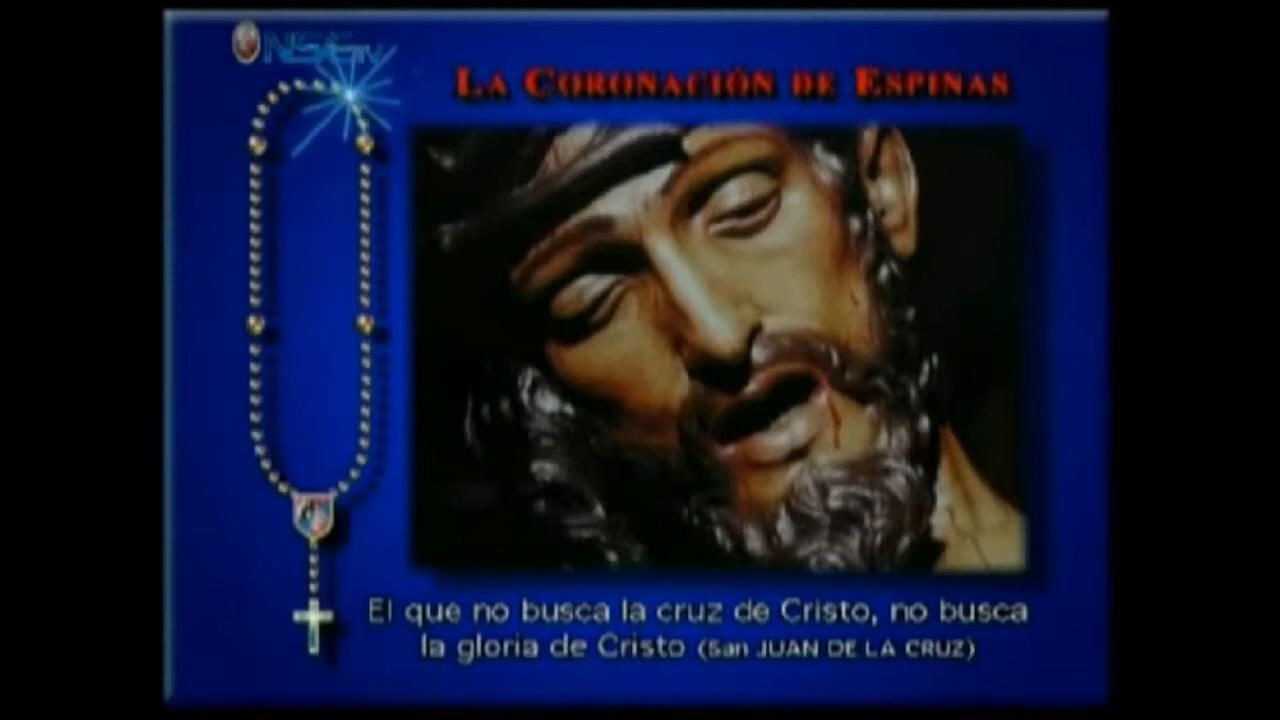 LA CORONACIÓN DE ESPINAS
El que no busca la cruz de Cristo, no busca
la gloria de Cristo (San JUAN DE LA CRUZ)